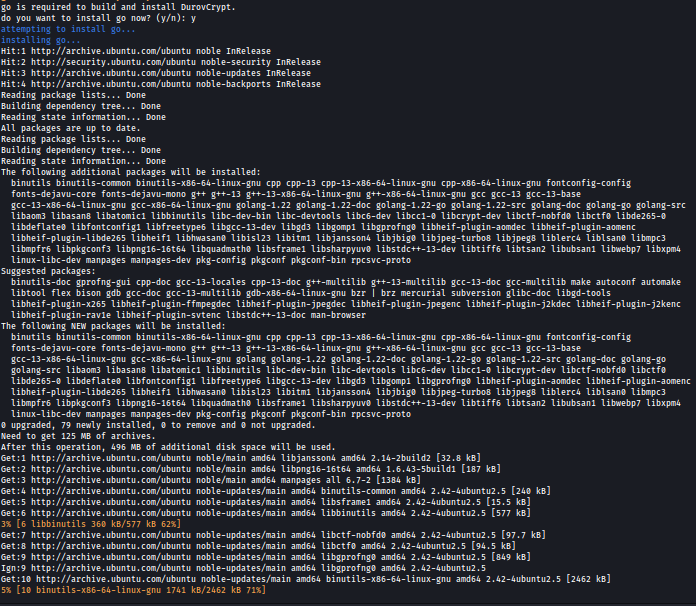 go is required to build and install DurovCrypt.
do you want to install go now? (y/n): y
attempting to install go...
installing go...
Hit:1 http://archive.ubuntu.com/ubuntu noble InRelease
Hit:2 http://security.ubuntu.com/ubuntu noble-security InRelease
Hit:3 http://archive.ubuntu.com/ubuntu noble-updates InRelease
Hit:4 http://archive.ubuntu.com/ubuntu noble-backports InRelease
Reading package lists... Done
Building dependency tree... Done
Reading state information... Done
All packages are up to date.
Reading package lists... Done
Building dependency tree... Done
Reading state information... Done
The following additional packages will be installed:
binutils binutils-common binutils-x86-64-linux-gnu cpp cpp-13 cpp-13-x86-64-linux-gnu cpp-x86-64-linux-gnu fontconfig-config
fonts-dejavu-core fonts-dejavu-mono g++ g++-13 g++-13-x86-64-linux-gnu g++-x86-64-linux-gnu gcc gcc-13 gcc-13-base
gcc-13-x86-64-linux-gnu gcc-x86-64-linux-gnu golang-1.22 golang-1.22-doc golang-1.22-go golang-1.22-src golang-doc golang-go golang-src
libaom3 libasan8 libatomic1 libbinutils libc-dev-bin libc-devtools libc6-dev libcc1-0 libcrypt-dev libctf-nobfd0 libctf0 libde265-0
libdeflate0 libfontconfig1 libfreetype6 libgcc-13-dev libgd3 libgomp1 libgprofng0 libheif-plugin-aomdec libheif-plugin-aomenc
libheif-plugin-libde265 libheif1 libhwasan0 libisl23 libitm1 libjansson4 libjbig0 libjpeg-turbo8 libjpeg8 liblerc4 liblsan0 libmpc3
libmpfr6 libpkgconf3 libpng16-16t64 libquadmath0 libsframe1 libsharpyuv0 libstdc++-13-dev libtiff6 libtsan2 libubsan1 libwebp7 libxpm4
linux-libc-dev manpages manpages-dev pkg-config pkgconf pkgconf-bin rpcsvc-proto
Suggested packages:
binutils-doc gprofng-gui cpp-doc gcc-13-locales cpp-13-doc g++-multilib g++-13-multilib gcc-13-doc gcc-multilib make autoconf automake
libtool flex bison gdb gcc-doc gcc-13-multilib gdb-x86-64-linux-gnu bzr | brz mercurial subversion glibc-doc libgd-tools
libheif-plugin-x265 libheif-plugin-ffmpegdec libheif-plugin-jpegdec libheif-plugin-jpegenc libheif-plugin-j2kdec libheif-plugin-j2kenc
libheif-plugin-rav1e libheif-plugin-svtenc libstdc++-13-doc man-browser
The following NEW packages will be installed:
binutils binutils-common binutils-x86-64-linux-gnu cpp cpp-13 cpp-13-x86-64-linux-gnu cpp-x86-64-linux-gnu fontconfig-config
fonts-dejavu-core fonts-dejavu-mono g++ g++-13 g++-13-x86-64-linux-gnu g++-x86-64-linux-gnu gcc gcc-13 gcc-13-base
gcc-13-x86-64-linux-gnu gcc-x86-64-linux-gnu golang golang-1.22 golang-1.22-doc golang-1.22-go golang-1.22-src golang-doc golang-go
golang-src libaom3 libasan8 libatomic1 libbinutils libc-dev-bin libc-devtools libc6-dev libcc1-0 libcrypt-dev libctf-nobfd0 libctf0
libde265-0 libdeflate0 libfontconfig1 libfreetype6 libgcc-13-dev libgd3 libgomp1 libgprofng0 libheif-plugin-aomdec libheif-plugin-aomenc
libheif-plugin-libde265 libheif1 libhwasan0 libisl23 libitm1 libjansson4 libjbig0 libjpeg-turbo8 libjpeg8 liblerc4 liblsan0 libmpc3
libmpfr6 libpkgconf3 libpng16-16t64 libquadmath0 libsframe1 libsharpyuv0 libstdc++-13-dev libtiff6 libtsan2 libubsan1 libwebp7 libxpm4
linux-libc-dev manpages manpages-dev pkg-config pkgconf pkgconf-bin rpcsvc-proto
0 upgraded, 79 newly installed, 0 to remove and 0 not upgraded.
Need to get 125 MB of archives.
After this operation, 496 MB of additional disk space will be used.
Get:1 http://archive.ubuntu.com/ubuntu noble/main amd64 libjansson4 amd64 2.14-2build2 [32.8 kB]
Get:2 http://archive.ubuntu.com/ubuntu noble/main amd64 libpng16-16t64 amd64 1.6.43-5build1 [187 kB]
Get:3 http://archive.ubuntu.com/ubuntu noble/main amd64 manpages all 6.7-2 [1384 kB]
Get:4 http://archive.ubuntu.com/ubuntu noble-updates/main amd64 binutils-common amd64 2.42-4ubuntu2.5 [240 kB]
Get:5 http://archive.ubuntu.com/ubuntu noble-updates/main amd64 libsframe1 amd64 2.42-4ubuntu2.5 [15.5 kB]
Get:6 http://archive.ubuntu.com/ubuntu noble-updates/main amd64 libbinutils amd64 2.42-4ubuntu2.5 [577 kB]
3% [6 libbinutils 360 kB/577 kB 62%]
Get:7 http://archive.ubuntu.com/ubuntu noble-updates/main amd64 libctf-nobfd0 amd64 2.42-4ubuntu2.5 [97.7 kB]
Get:8 http://archive.ubuntu.com/ubuntu noble-updates/main amd64 libctf0 amd64 2.42-4ubuntu2.5 [94.5 kB]
Get:9 http://archive.ubuntu.com/ubuntu noble-updates/main amd64 libgprofng0 amd64 2.42-4ubuntu2.5 [849 kB]
Ign:9 http://archive.ubuntu.com/ubuntu noble-updates/main amd64 libgprofng0 amd64 2.42-4ubuntu2.5
Get:10 http://archive.ubuntu.com/ubuntu noble-updates/main amd64 binutils-x86-64-linux-gnu amd64 2.42-4ubuntu2.5 [2462 kB]
5% [10 binutils-x86-64-linux-gnu 1741 kB/2462 kB 71%]